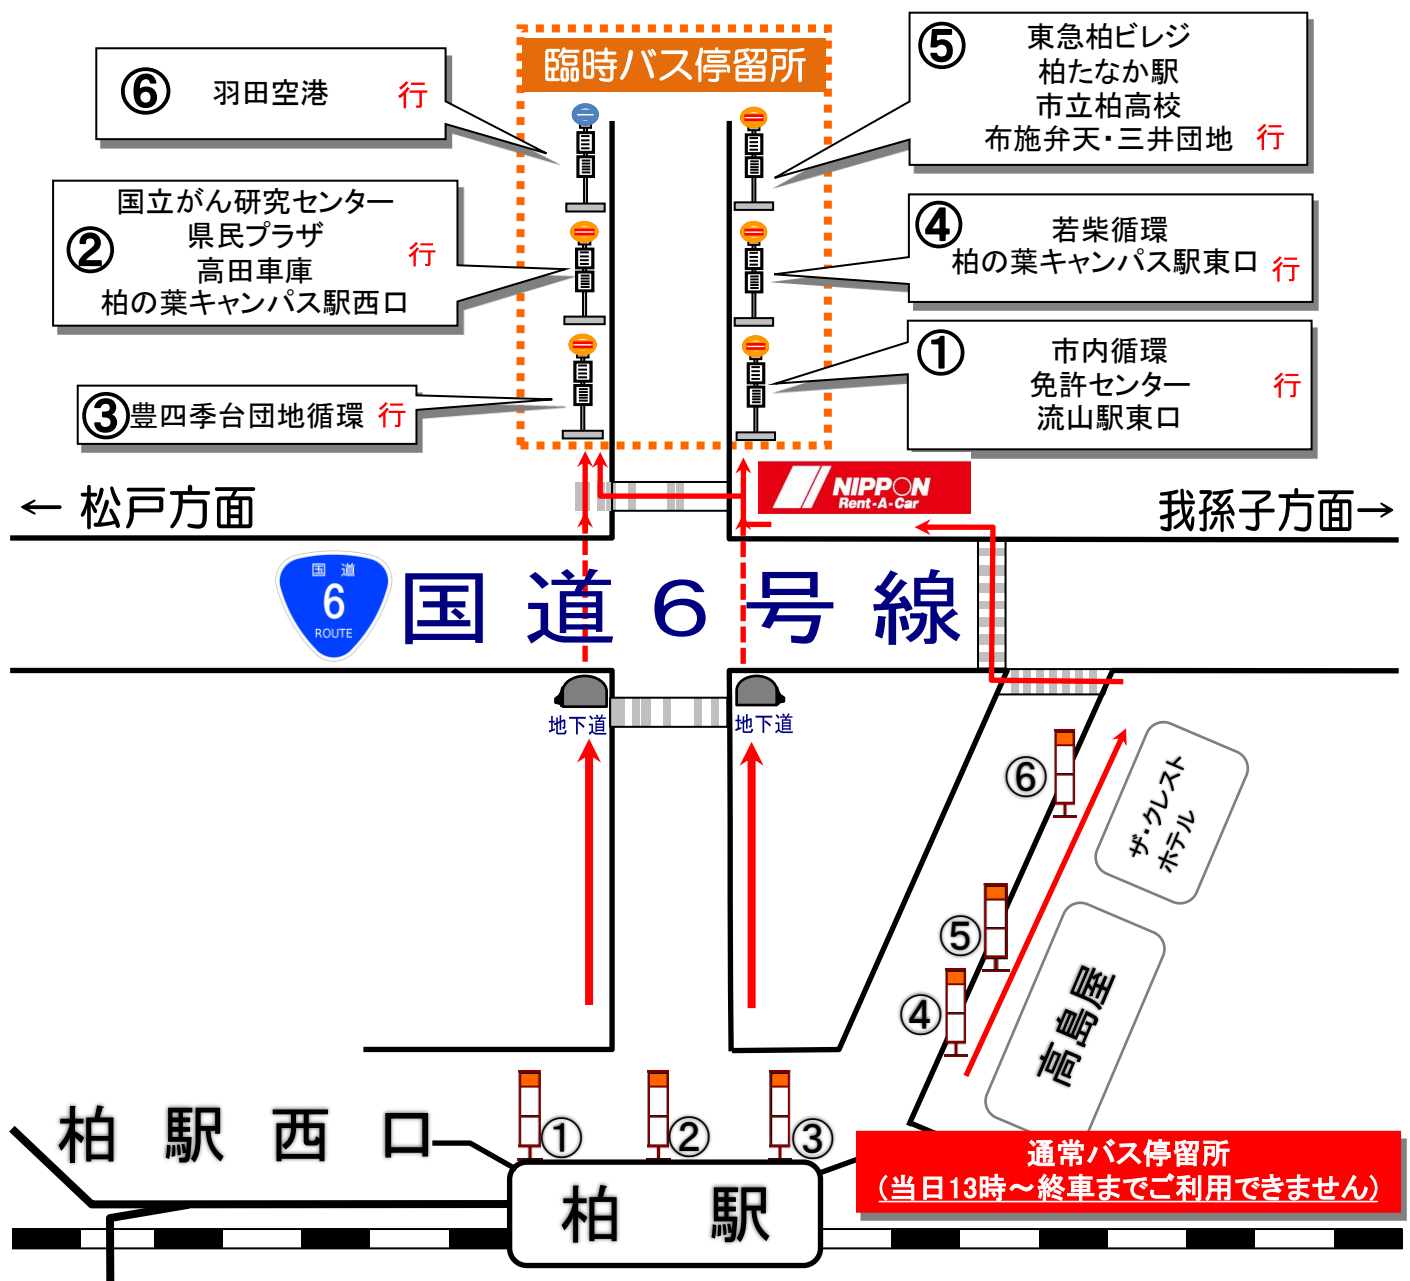 臨時バス停留所
⑥ 羽田空港 行
② 国立がん研究センター
県民プラザ
高田車庫
柏の葉キャンパス駅西口
行
③ 豊四季台団地循環 行
⑤ 東急柏ビレジ
柏たなか駅
市立柏高校
布施弁天・三井団地 行
④ 若柴循環
柏の葉キャンパス駅東口 行
① 市内循環
免許センター
流山駅東口
行
NIPPON
Rent-A-Car
← 松戸方面
我孫子方面→
国道
6
ROUTE
国道6号線
地下道
地下道
⑥
ザ・クレスト
ホテル
⑤
④
高島屋
柏駅西口
①
②
③
通常バス停留所
(当日13時～終車までご利用できません)
柏駅